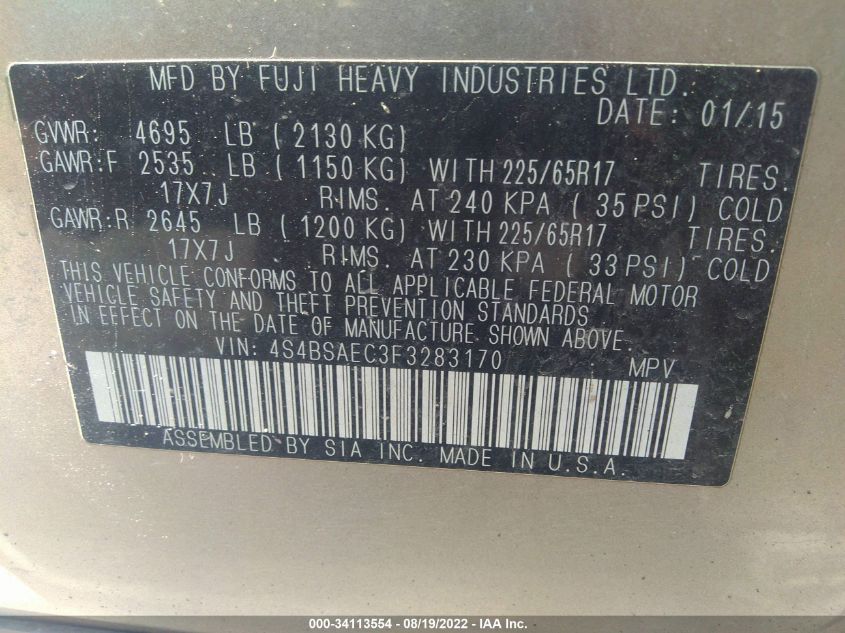 MFD BY FUJI HEAVY INDUSTRIES LTD.
DATE: 01/15
GVWR: 4695 LB ( 2130 KG)
GAWR:F 2535 LB ( 1150 KG) WITH 225/65R17 TIRES.
17X7J RIMS. AT 240 KPA ( 35 PSI) COLD
GAWR:R 2645 LB ( 1200 KG) WITH 225/65R17 TIRES.
17X7J RIMS. AT 230 KPA ( 33 PSI) COLD
THIS VEHICLE CONFORMS TO ALL APPLICABLE FEDERAL MOTOR
VEHICLE SAFETY AND THEFT PREVENTION STANDARDS
IN EFFECT ON THE DATE OF MANUFACTURE SHOWN ABOVE.
VIN: 4S4BSAEC3F3283170 MPV
ASSEMBLED BY SIA INC. MADE IN U.S.A.
000-34113554 - 08/19/2022 - IAA Inc.